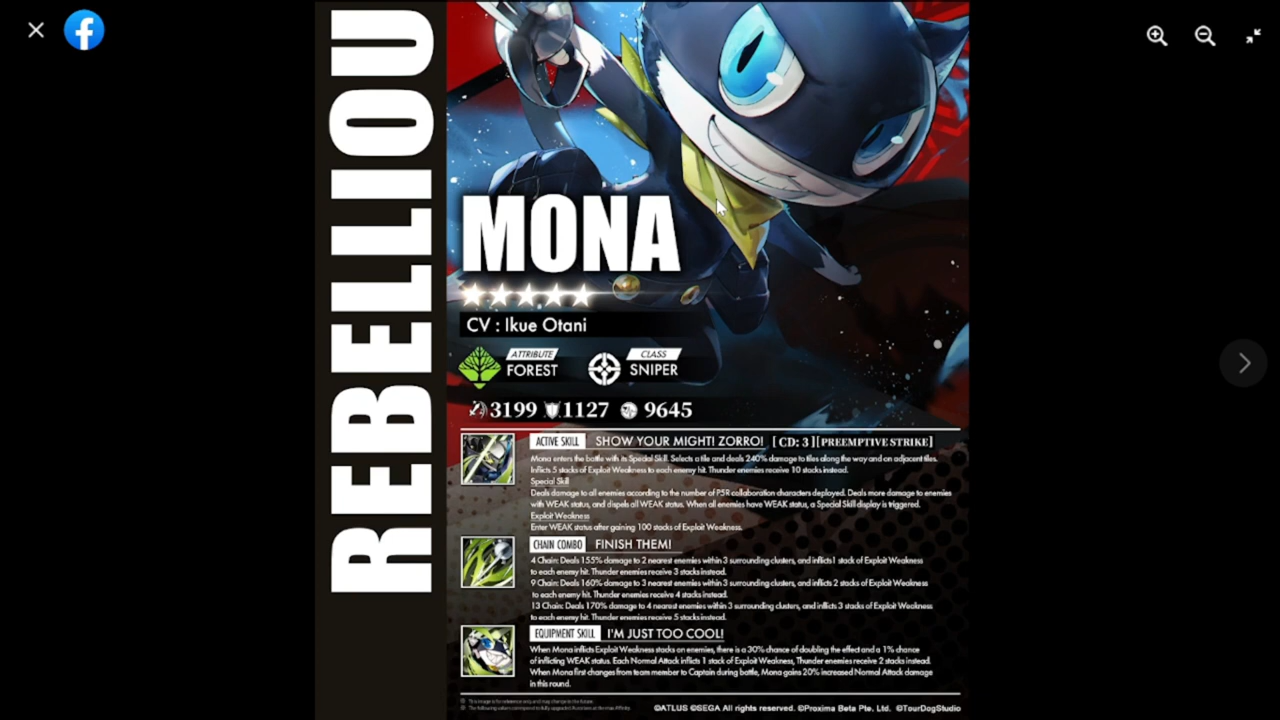 REBELLIOU
MONA
CV : Ikue Otani
ATTRIBUTE
FOREST
CLASS
SNIPER
3199 1127 9645
ACTIVE SKILL SHOW YOUR MIGHT! ZORRO! [ CD: 3 ][PREEMPTIVE STRIKE]
Mona enters the battle with its Special Skill. Selects a tile and deals 240% damage to tiles along the way and on adjacent tiles.
Inflicts 5 stacks of Exploit Weakness to each enemy hit. Thunder enemies receive 10 stacks instead.
Special Skill
Deals damage to all enemies according to the number of P5R collaboration characters deployed. Deals more damage to enemies
with WEAK status, and dispels all WEAK status. When all enemies have WEAK status, a Special Skill display is triggered.
Exploit Weakness
Enter WEAK status after gaining 100 stacks of Exploit Weakness.
CHAIN COMBO FINISH THEM!
4 Chain: Deals 155% damage to 2 nearest enemies within 3 surrounding clusters, and inflicts 1 stack of Exploit Weakness
to each enemy hit. Thunder enemies receive 3 stacks instead.
9 Chain: Deals 160% damage to 3 nearest enemies within 3 surrounding clusters, and inflicts 2 stacks of Exploit Weakness
to each enemy hit. Thunder enemies receive 4 stacks instead.
13 Chain: Deals 170% damage to 4 nearest enemies within 3 surrounding clusters, and inflicts 3 stacks of Exploit Weakness
to each enemy hit. Thunder enemies receive 5 stacks instead.
EQUIPMENT SKILL I'M JUST TOO COOL!
When Mona inflicts Exploit Weakness stacks on enemies, there is a 30% chance of doubling the effect and a 1% chance
of inflicting WEAK status. Each Normal Attack inflicts 1 stack of Exploit Weakness, Thunder enemies receive 2 stacks instead.
When Mona first changes from team member to Captain during battle, Mona gains 20% increased Normal Attack damage
in this round.
This image is for reference only and may change in the future.
©ATLUS ©SEGA All rights reserved. ©Proxima Beta Pte. Ltd. ©TourDogStudio